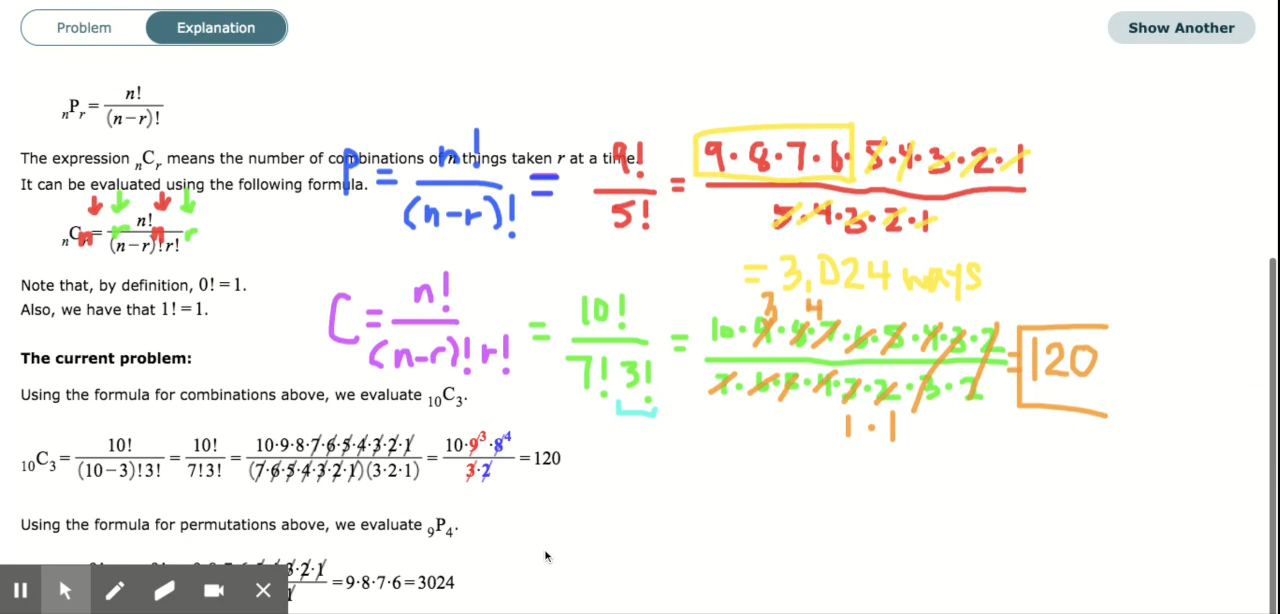 Problem Explanation Show Another
nPr = n! / (n−r)!
The expression nCr means the number of combinations of n things taken r at a time.
It can be evaluated using the following formula.
nCr = n! / (n−r)!r!
n r n r
P = n! / (n-r)! = 9! / 5! = 9·8·7·6·5·4·3·2·1 / 5·4·3·2·1
= 3,024 ways
Note that, by definition, 0! = 1.
Also, we have that 1! = 1.
C = n! / (n-r)! r! = 10! / 7! 3! = 10·9·8·7·6·5·4·3·2 / 7·6·5·4·3·2·3·2 = 120
3 4
1 · 1
The current problem:
Using the formula for combinations above, we evaluate 10C3.
10C3 = 10! / (10−3)!3! = 10! / 7!3! = 10·9·8·7·6·5·4·3·2·1 / (7·6·5·4·3·2·1)(3·2·1) = 10·9³·8⁴ / 3·2 = 120
Using the formula for permutations above, we evaluate 9P4.
3·2·1 = 9·8·7·6 = 3024